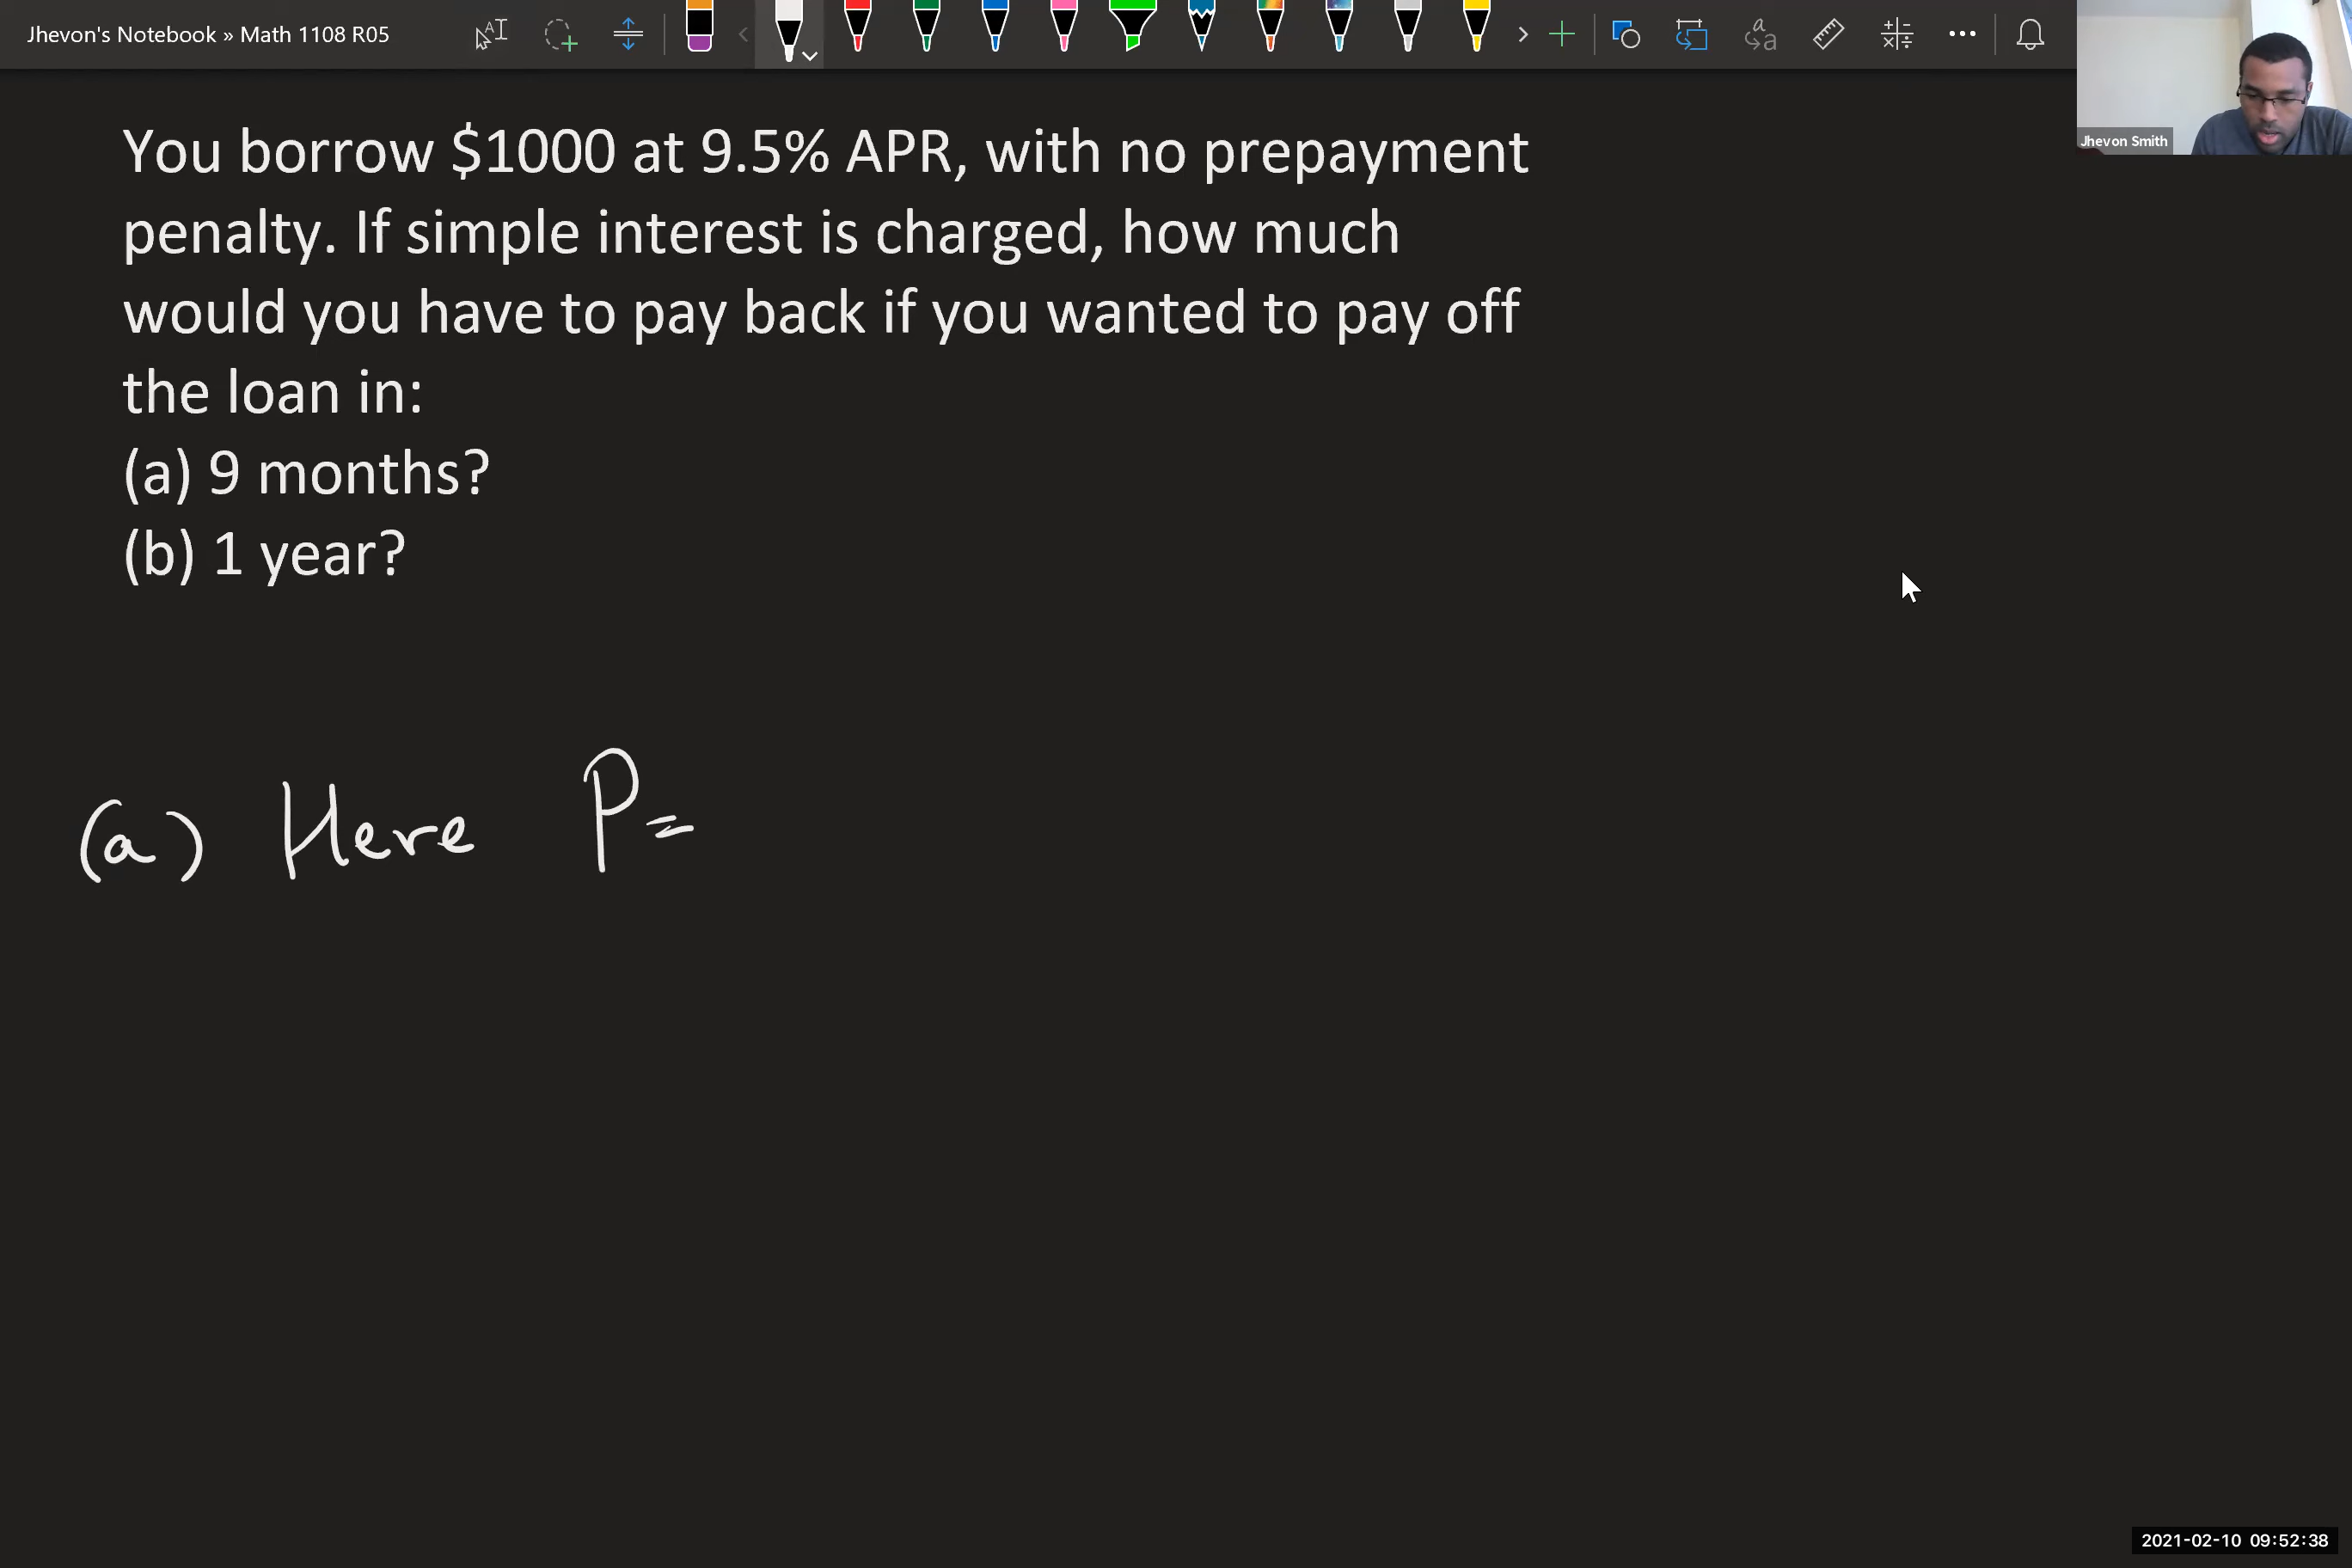 Jhevon's Notebook » Math 1108 R05
Jhevon Smith
You borrow $1000 at 9.5% APR, with no prepayment
penalty. If simple interest is charged, how much
would you have to pay back if you wanted to pay off
the loan in:
(a) 9 months?
(b) 1 year?
(a) Here P=
2021-02-10 09:52:38